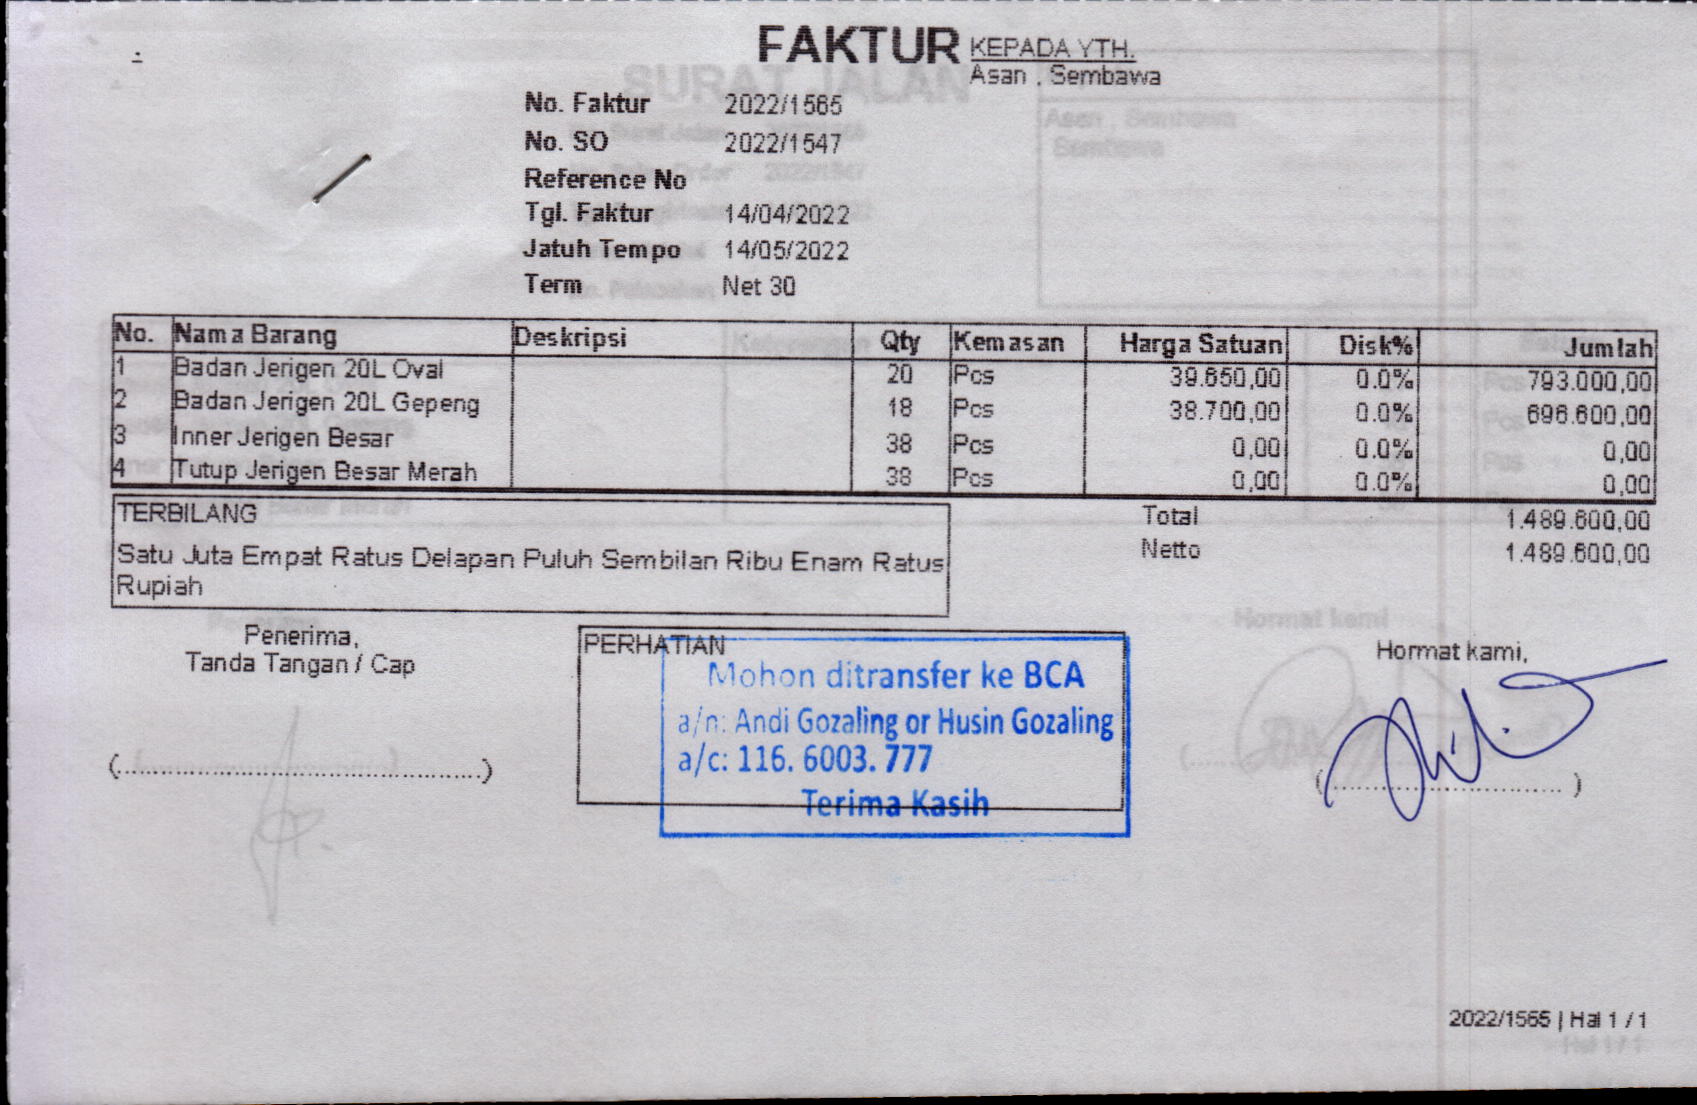 FAKTUR
KEPADA YTH.
Asan , Sembawa
No. Faktur 2022/1565
No. SO 2022/1547
Reference No
Tgl. Faktur 14/04/2022
Jatuh Tempo 14/05/2022
Term Net 30
No. Nama Barang Deskripsi Qty Kemasan Harga Satuan Disk% Jumlah
1 Badan Jerigen 20L Oval 20 Pcs 39.650,00 0.0% 793.000,00
2 Badan Jerigen 20L Gepeng 18 Pcs 38.700,00 0.0% 696.600,00
3 Inner Jerigen Besar 38 Pcs 0,00 0.0% 0,00
4 Tutup Jerigen Besar Merah 38 Pcs 0,00 0.0% 0,00
TERBILANG
Satu Juta Empat Ratus Delapan Puluh Sembilan Ribu Enam Ratus
Rupiah
Total 1.489.600,00
Netto 1.489.600,00
Penerima,
Tanda Tangan / Cap
(................................................)
PERHATIAN
Mohon ditransfer ke BCA
a/n: Andi Gozaling or Husin Gozaling
a/c: 116. 6003. 777
Terima Kasih
Hormat kami,
(................................)
2022/1565 | Hal 1 / 1